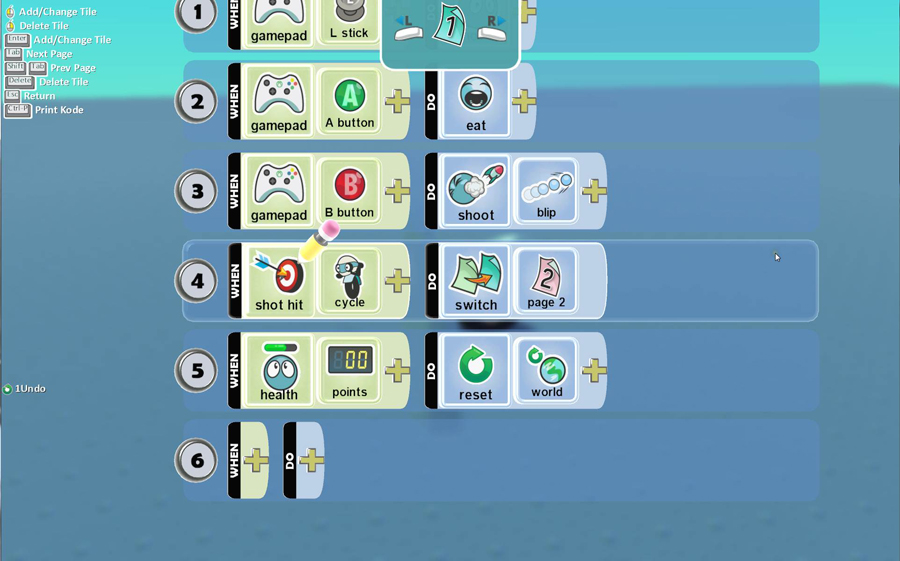 Add/Change Tile
Delete Tile
Enter Add/Change Tile
Tab Next Page
Shift Tab Prev Page
Delete Delete Tile
Esc Return
Ctrl-P Print Kode
L 1 R
1 WHEN gamepad L stick
2 WHEN gamepad A A button DO eat
3 WHEN gamepad B B button DO shoot blip
4 WHEN shot hit cycle DO switch 2 page 2
5 WHEN health 00 points DO reset world
1Undo
6 WHEN DO